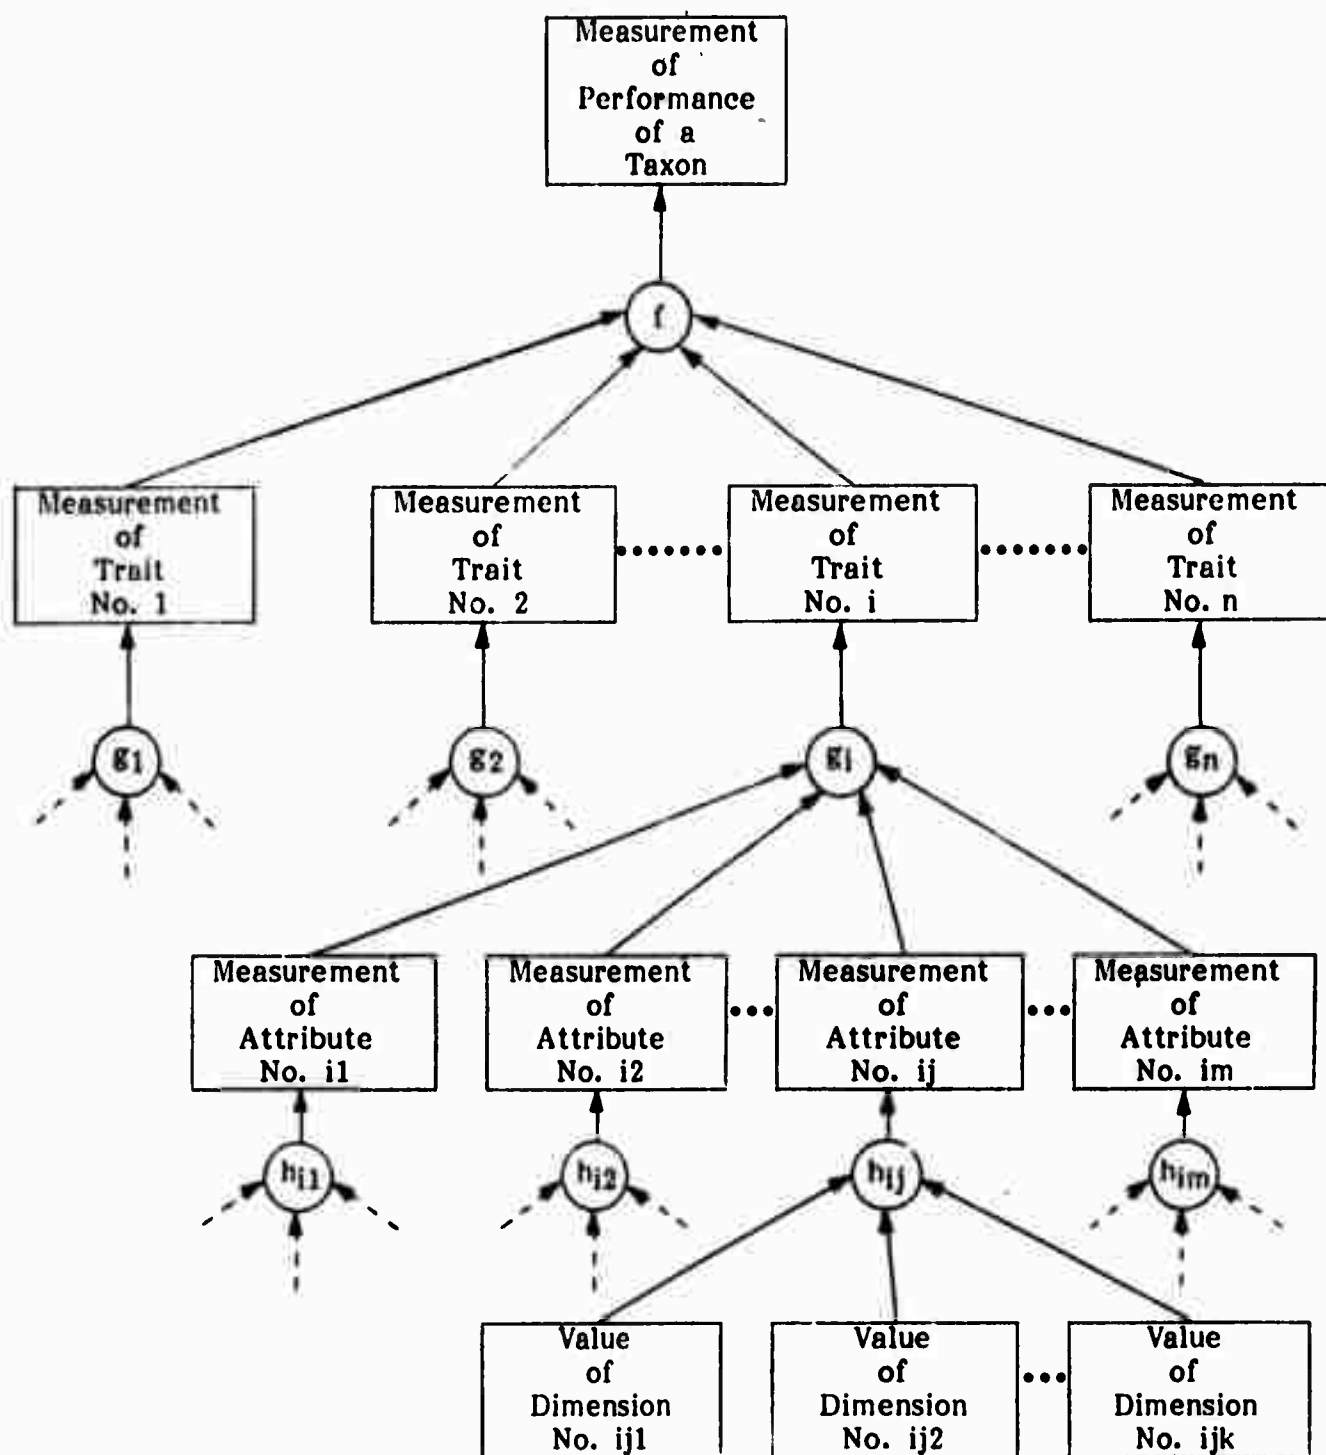 Measurement
of
Performance
of a
Taxon
f
Measurement
of
Trait
No. 1
Measurement
of
Trait
No. 2
Measurement
of
Trait
No. i
Measurement
of
Trait
No. n
g1
g2
gi
gn
Measurement
of
Attribute
No. i1
Measurement
of
Attribute
No. i2
Measurement
of
Attribute
No. ij
Measurement
of
Attribute
No. im
hi1
hi2
hij
him
Value
of
Dimension
No. ij1
Value
of
Dimension
No. ij2
Value
of
Dimension
No. ijk